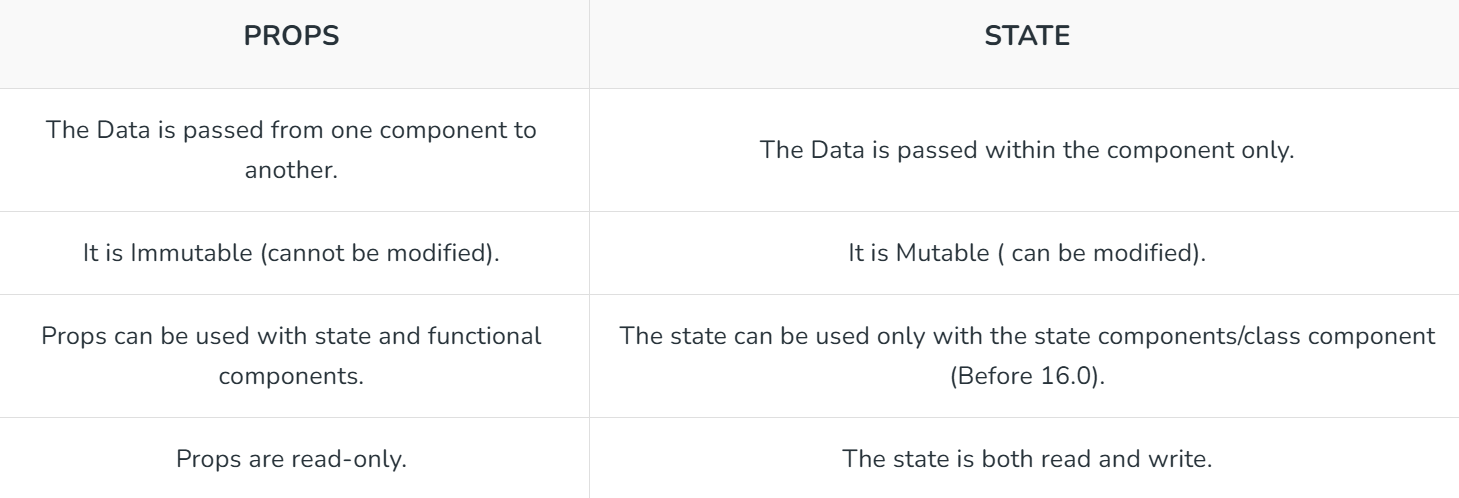 PROPS
STATE
The Data is passed from one component to
another.
The Data is passed within the component only.
It is Immutable (cannot be modified).
It is Mutable ( can be modified).
Props can be used with state and functional
components.
The state can be used only with the state components/class component
(Before 16.0).
Props are read-only.
The state is both read and write.